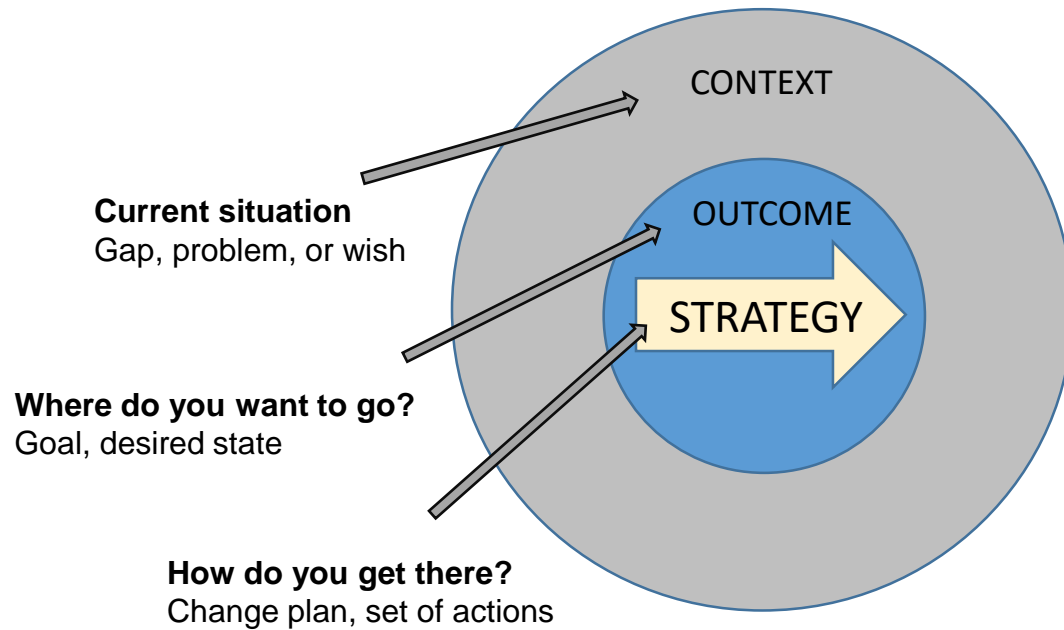 CONTEXT
Current situation
Gap, problem, or wish
OUTCOME
STRATEGY
Where do you want to go?
Goal, desired state
How do you get there?
Change plan, set of actions